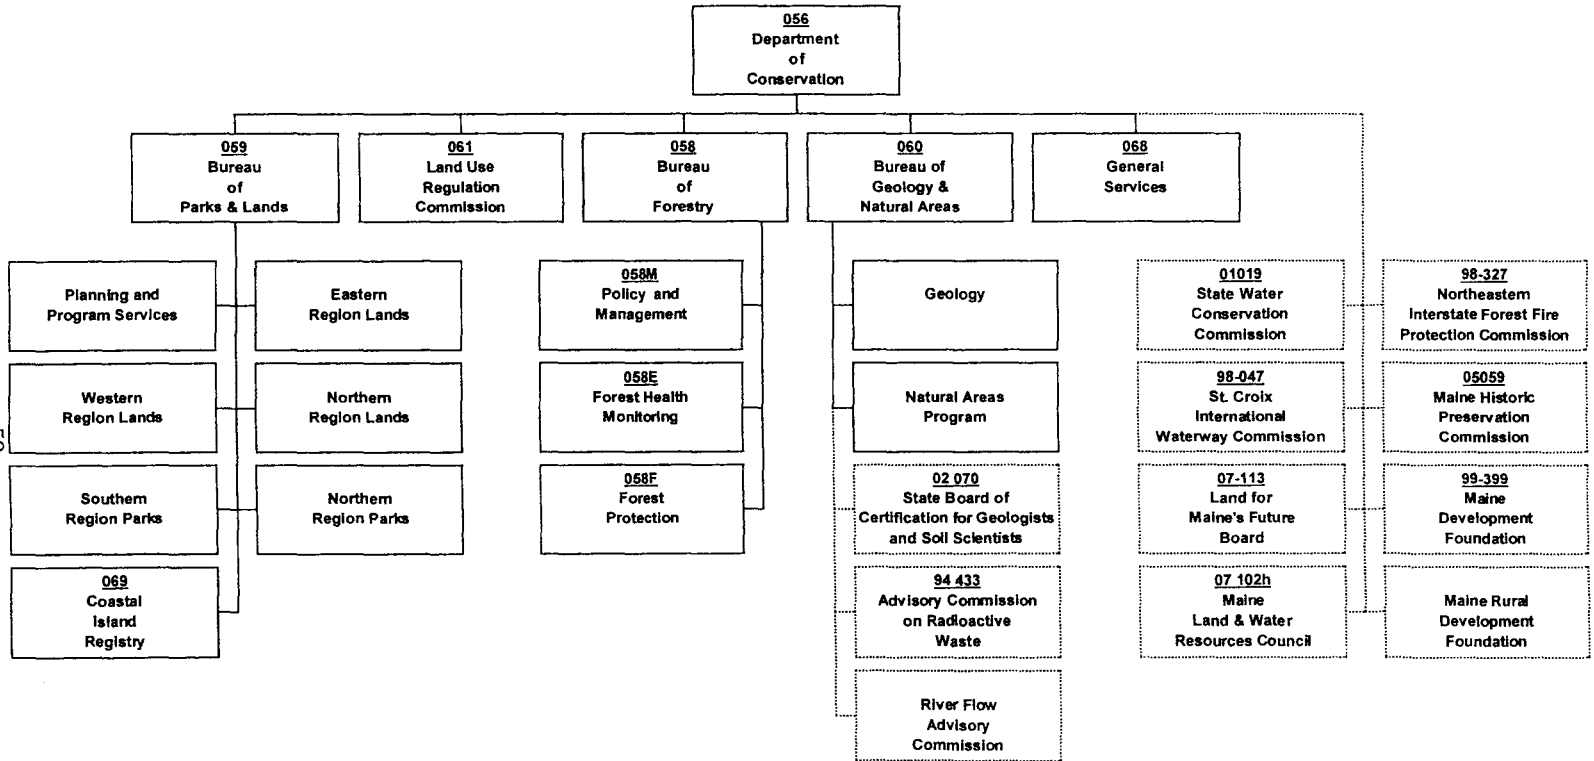 056
Department
of
Conservation
059
Bureau
of
Parks & Lands
061
Land Use
Regulation
Commission
058
Bureau
of
Forestry
060
Bureau of
Geology &
Natural Areas
068
General
Services
Planning and
Program Services
Eastern
Region Lands
Western
Region Lands
Northern
Region Lands
Southern
Region Parks
Northern
Region Parks
069
Coastal
Island
Registry
058M
Policy and
Management
058E
Forest Health
Monitoring
058F
Forest
Protection
Geology
Natural Areas
Program
02 070
State Board of
Certification for Geologists
and Soil Scientists
94 433
Advisory Commission
on Radioactive
Waste
River Flow
Advisory
Commission
01019
State Water
Conservation
Commission
98-327
Northeastern
Interstate Forest Fire
Protection Commission
98-047
St. Croix
International
Waterway Commission
05059
Maine Historic
Preservation
Commission
07-113
Land for
Maine's Future
Board
99-399
Maine
Development
Foundation
07 102h
Maine
Land & Water
Resources Council
Maine Rural
Development
Foundation